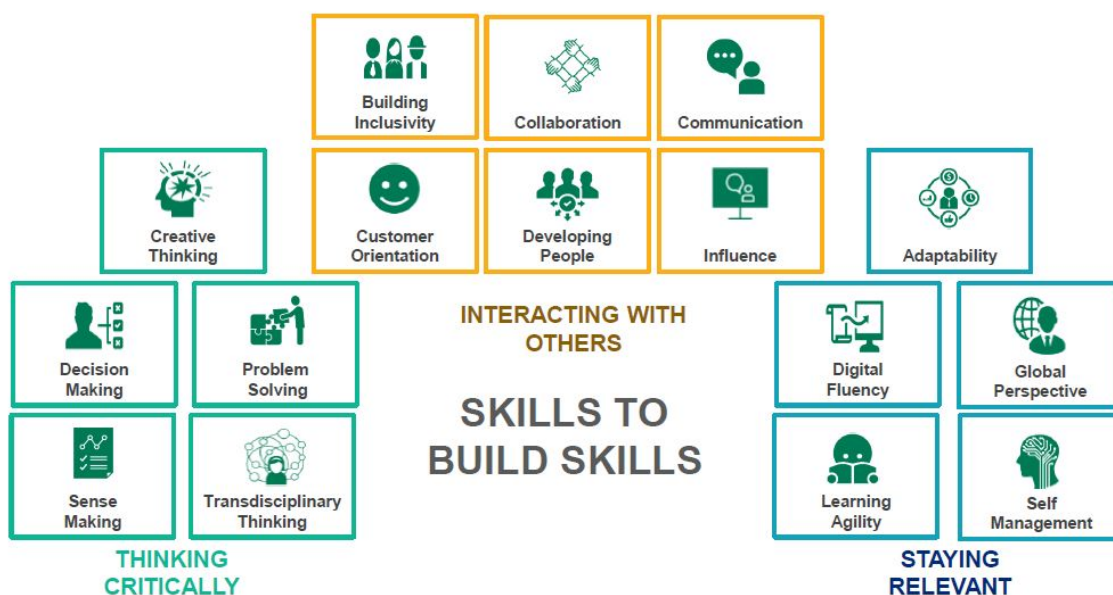 Building
Inclusivity
Collaboration
Communication
Creative
Thinking
Customer
Orientation
Developing
People
Influence
Adaptability
INTERACTING WITH
OTHERS
Decision
Making
Problem
Solving
Digital
Fluency
Global
Perspective
SKILLS TO
BUILD SKILLS
Sense
Making
Transdisciplinary
Thinking
Learning
Agility
Self
Management
THINKING
CRITICALLY
STAYING
RELEVANT